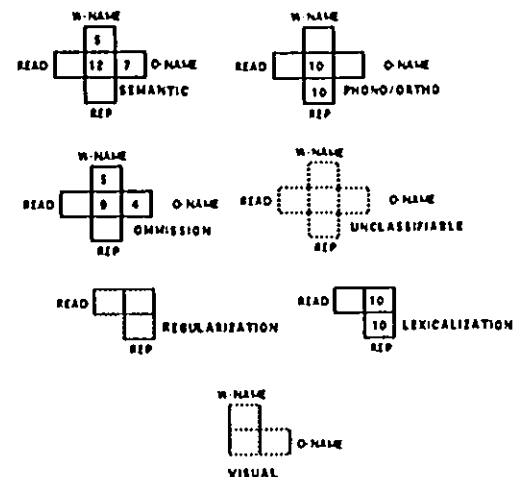 W-NAME W-NAME
5
READ 12 7 O-NAME READ 10 O-NAME
SEMANTIC 10 PHONO/ORTHO
REP REP
W-NAME W-NAME
5
READ 9 4 O-NAME READ O-NAME
OMMISSION UNCLASSIFIABLE
REP REP
READ READ 10
REGULARIZATION 10 LEXICALIZATION
REP REP
W-NAME
O-NAME
VISUAL